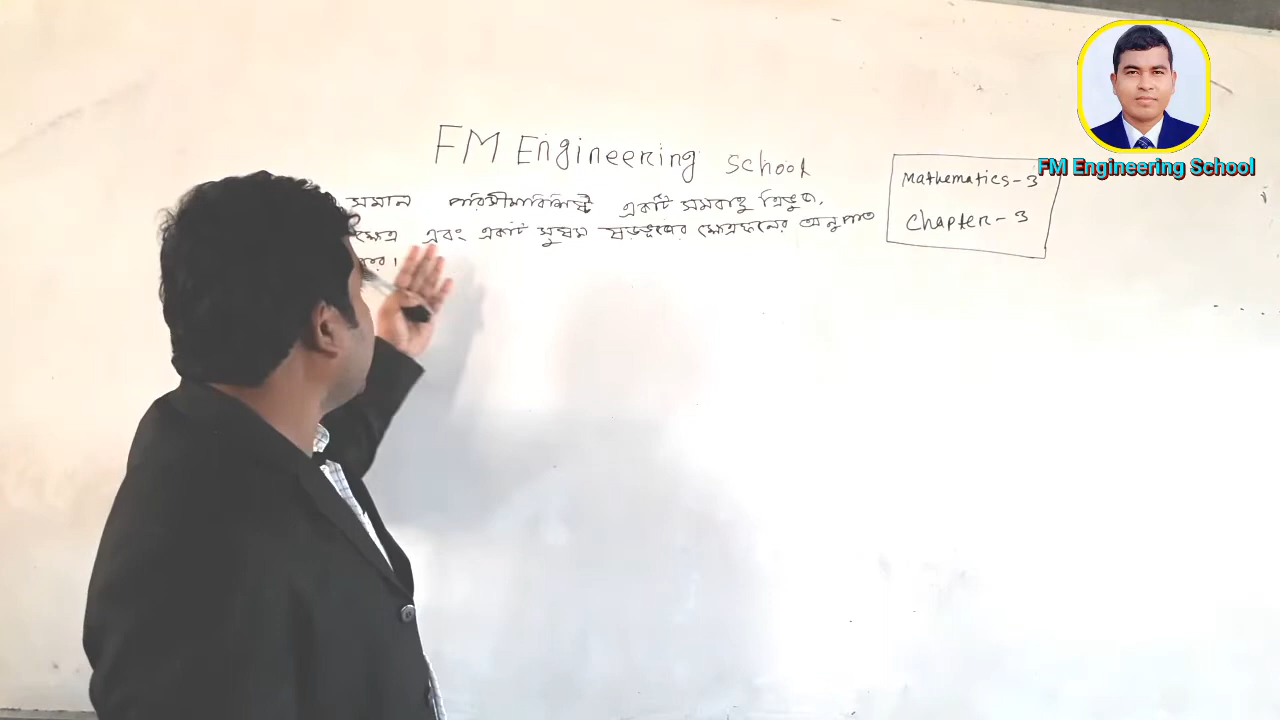 FM Engineering School
সমান পরিসীমাবিশিষ্ট একটি সমবাহু ত্রিভুজ,
ক্ষেত্র এবং একটি সুষম ষড়ভুজের ক্ষেত্রফলের অনুপাত
Mathematics-3
Chapter-3
FM Engineering School